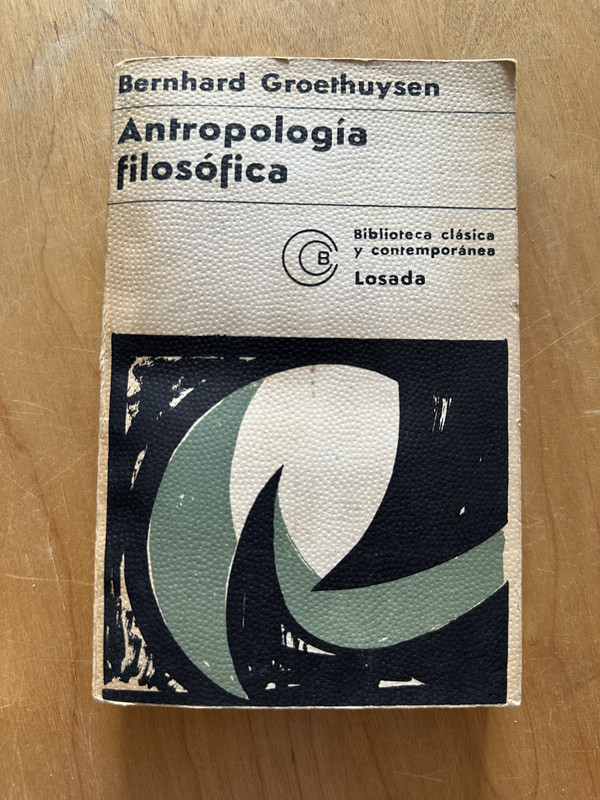 Bernhard Groethuysen
Antropología
filosófica
B
Biblioteca clásica
y contemporánea
Losada